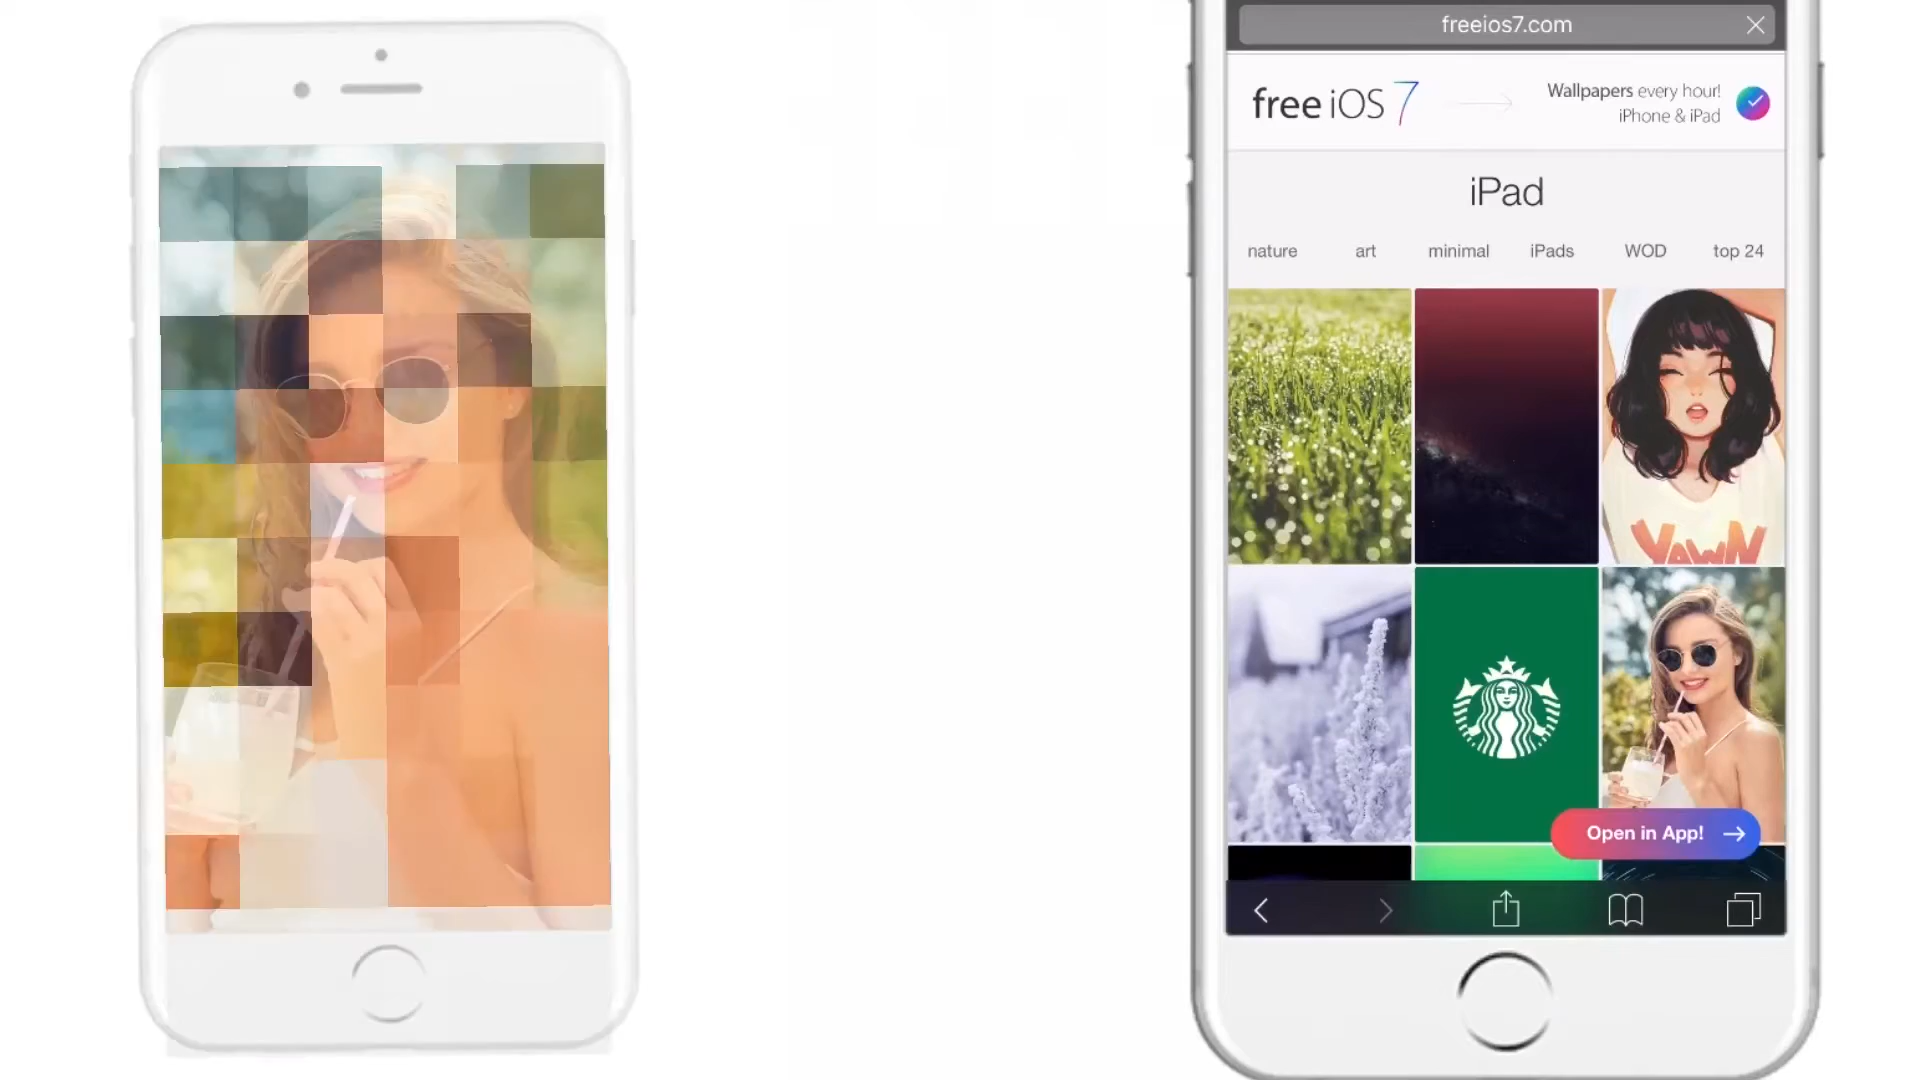 freeios7.com
free iOS 7
Wallpapers every hour!
iPhone & iPad
iPad
nature art minimal iPads WOD top 24
YAWN
Open in App!